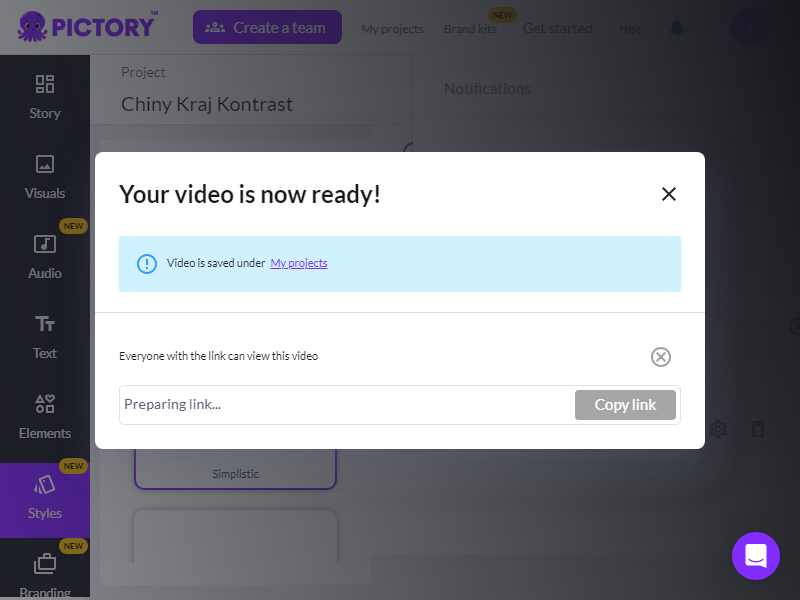 PICTORY™
Create a team
My projects
Brand kits
NEW
Get started
Help
Project
Chiny Kraj Kontrast
Notifications
Story
Visuals
NEW
Audio
Text
Elements
NEW
Styles
NEW
Branding
Your video is now ready!
Video is saved under My projects
Everyone with the link can view this video
Preparing link...
Copy link
Simplistic